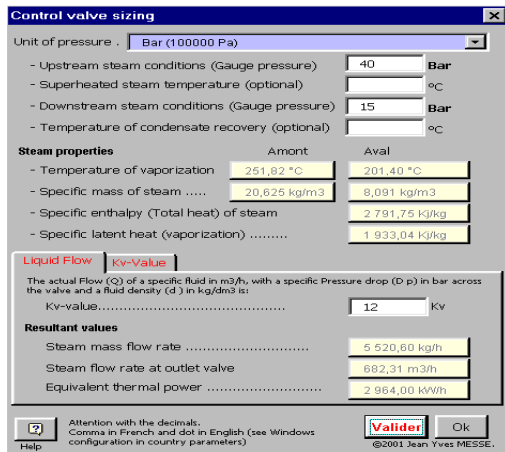 Control valve sizing
Unit of pressure . Bar (100000 Pa)
- Upstream steam conditions (Gauge pressure) 40 Bar
- Superheated steam temperature (optional) °C
- Downstream steam conditions (Gauge pressure) 15 Bar
- Temperature of condensate recovery (optional) °C
Steam properties Amont Aval
- Temperature of vaporization 251,82 °C 201,40 °C
- Specific mass of steam ..... 20,625 kg/m3 8,091 kg/m3
- Specific enthalpy (Total heat) of steam 2 791,75 Kj/kg
- Specific latent heat (vaporization) ......... 1 933,04 Kj/kg
Liquid Flow Kv-Value
The actual Flow (Q) of a specific fluid in m3/h, with a specific Pressure drop (D p) in bar across
the valve and a fluid density (d ) in kg/dm3 is:
Kv-value............................................. 12 Kv
Resultant values
Steam mass flow rate ............................. 5 520,60 kg/h
Steam flow rate at outlet valve 682,31 m3/h
Equivalent thermal power ........................... 2 964,00 kW/h
Help
Attention with the decimals.
Comma in French and dot in English (see Windows
configuration in country parameters)
Valider Ok
©2001 Jean Yves MESSE.